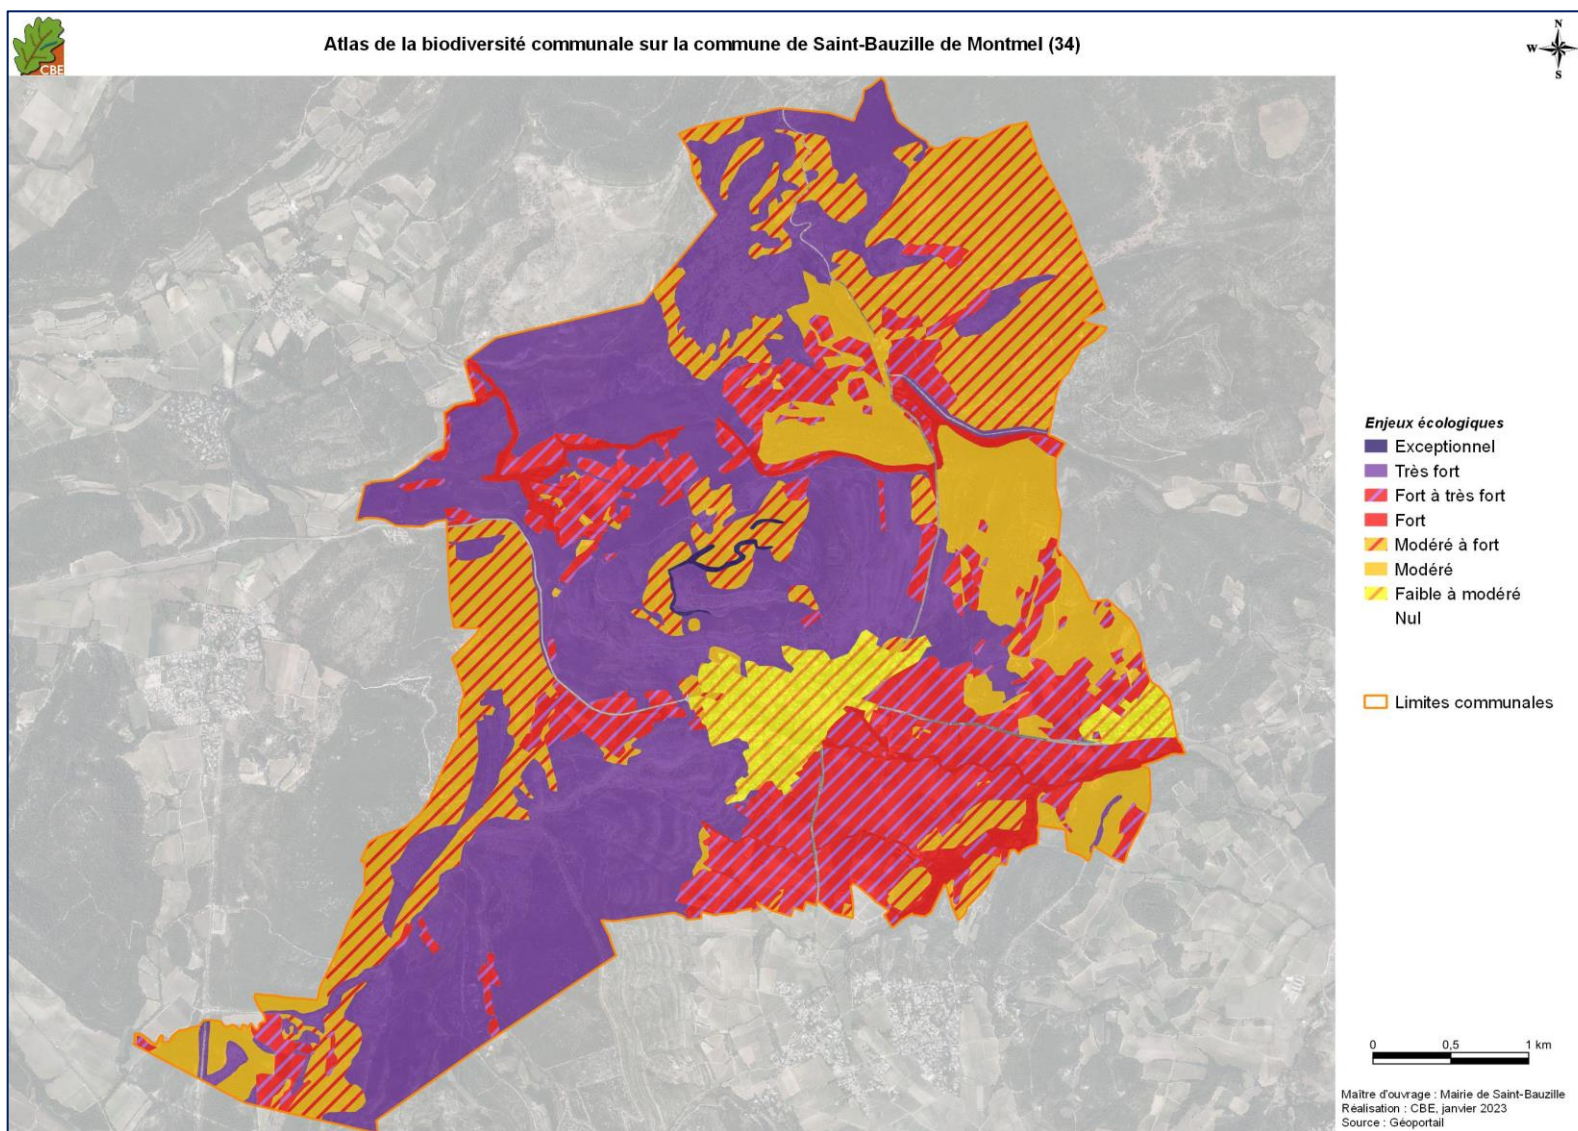 CBE
Atlas de la biodiversité communale sur la commune de Saint-Bauzille de Montmel (34)
N
W E
S
Enjeux écologiques
Exceptionnel
Très fort
Fort à très fort
Fort
Modéré à fort
Modéré
Faible à modéré
Nul
Limites communales
0 0,5 1 km
Maître d'ouvrage : Mairie de Saint-Bauzille
Réalisation : CBE, janvier 2023
Source : Géoportail